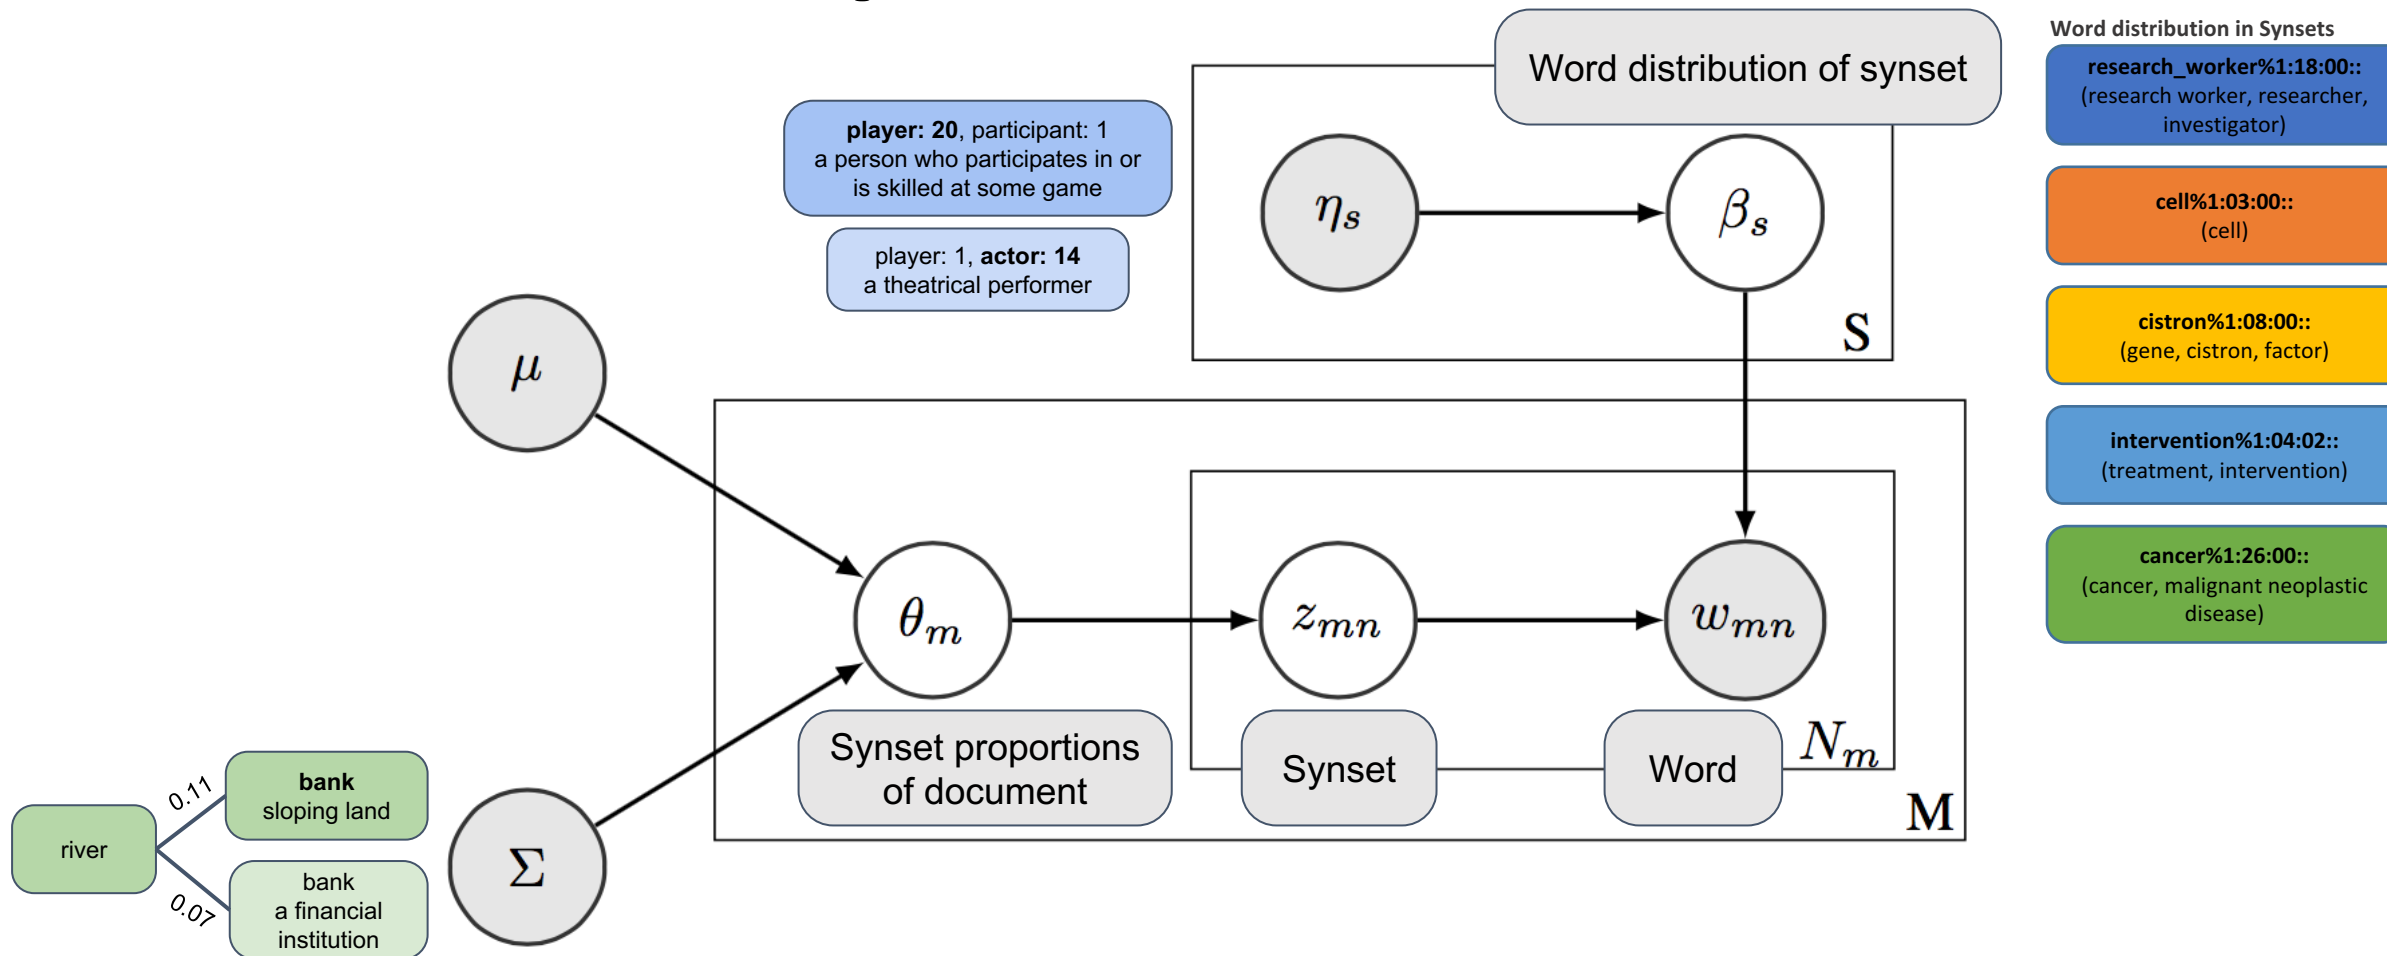 Word distribution of synset
player: 20, participant: 1
a person who participates in or
is skilled at some game
player: 1, actor: 14
a theatrical performer
ηs
βs
S
μ
θm
zmn
wmn
Synset proportions
of document
Synset
Word
Nm
M
Σ
river
0.11
0.07
bank
sloping land
bank
a financial
institution
Word distribution in Synsets
research_worker%1:18:00::
(research worker, researcher,
investigator)
cell%1:03:00::
(cell)
cistron%1:08:00::
(gene, cistron, factor)
intervention%1:04:02::
(treatment, intervention)
cancer%1:26:00::
(cancer, malignant neoplastic
disease)